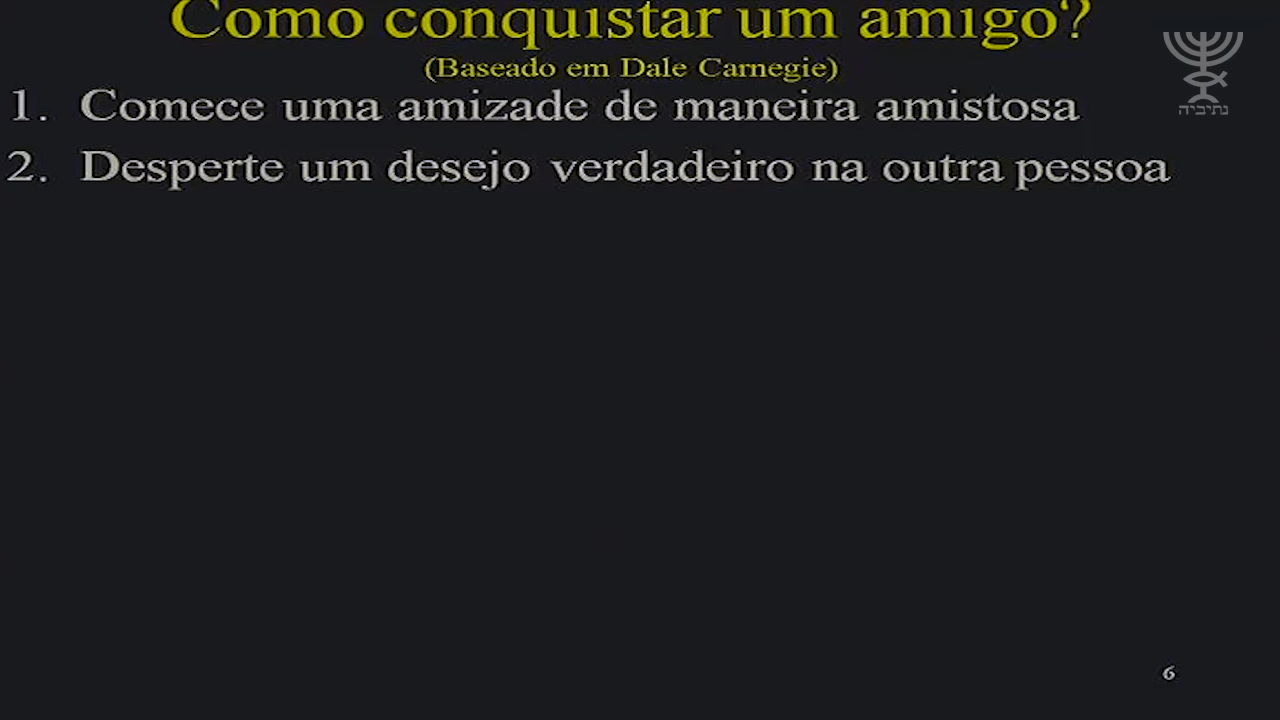 Como conquistar um amigo?
(Baseado em Dale Carnegie)
1. Comece uma amizade de maneira amistosa
2. Desperte um desejo verdadeiro na outra pessoa
נתיביה
6